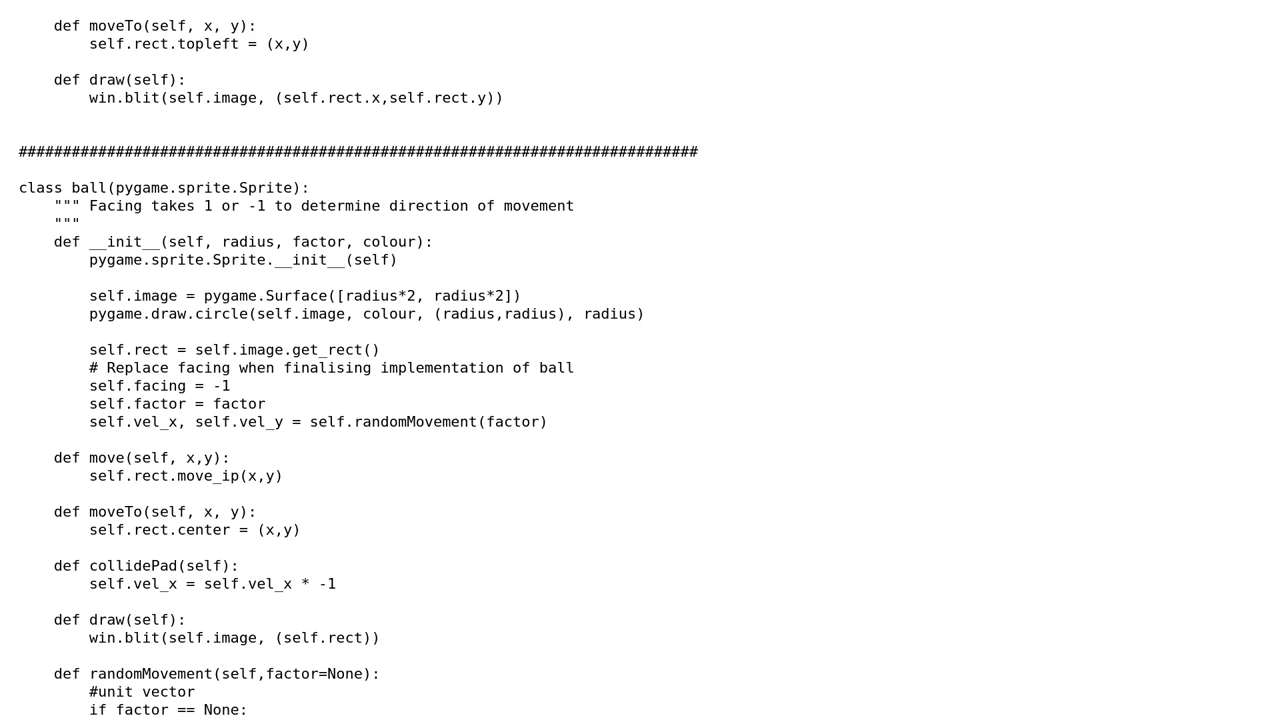 def moveTo(self, x, y):
        self.rect.topleft = (x,y)

    def draw(self):
        win.blit(self.image, (self.rect.x,self.rect.y))


#############################################################################

class ball(pygame.sprite.Sprite):
    """ Facing takes 1 or -1 to determine direction of movement
    """
    def __init__(self, radius, factor, colour):
        pygame.sprite.Sprite.__init__(self)

        self.image = pygame.Surface([radius*2, radius*2])
        pygame.draw.circle(self.image, colour, (radius,radius), radius)

        self.rect = self.image.get_rect()
        # Replace facing when finalising implementation of ball
        self.facing = -1
        self.factor = factor
        self.vel_x, self.vel_y = self.randomMovement(factor)

    def move(self, x,y):
        self.rect.move_ip(x,y)

    def moveTo(self, x, y):
        self.rect.center = (x,y)

    def collidePad(self):
        self.vel_x = self.vel_x * -1

    def draw(self):
        win.blit(self.image, (self.rect))

    def randomMovement(self,factor=None):
        #unit vector
        if factor == None: